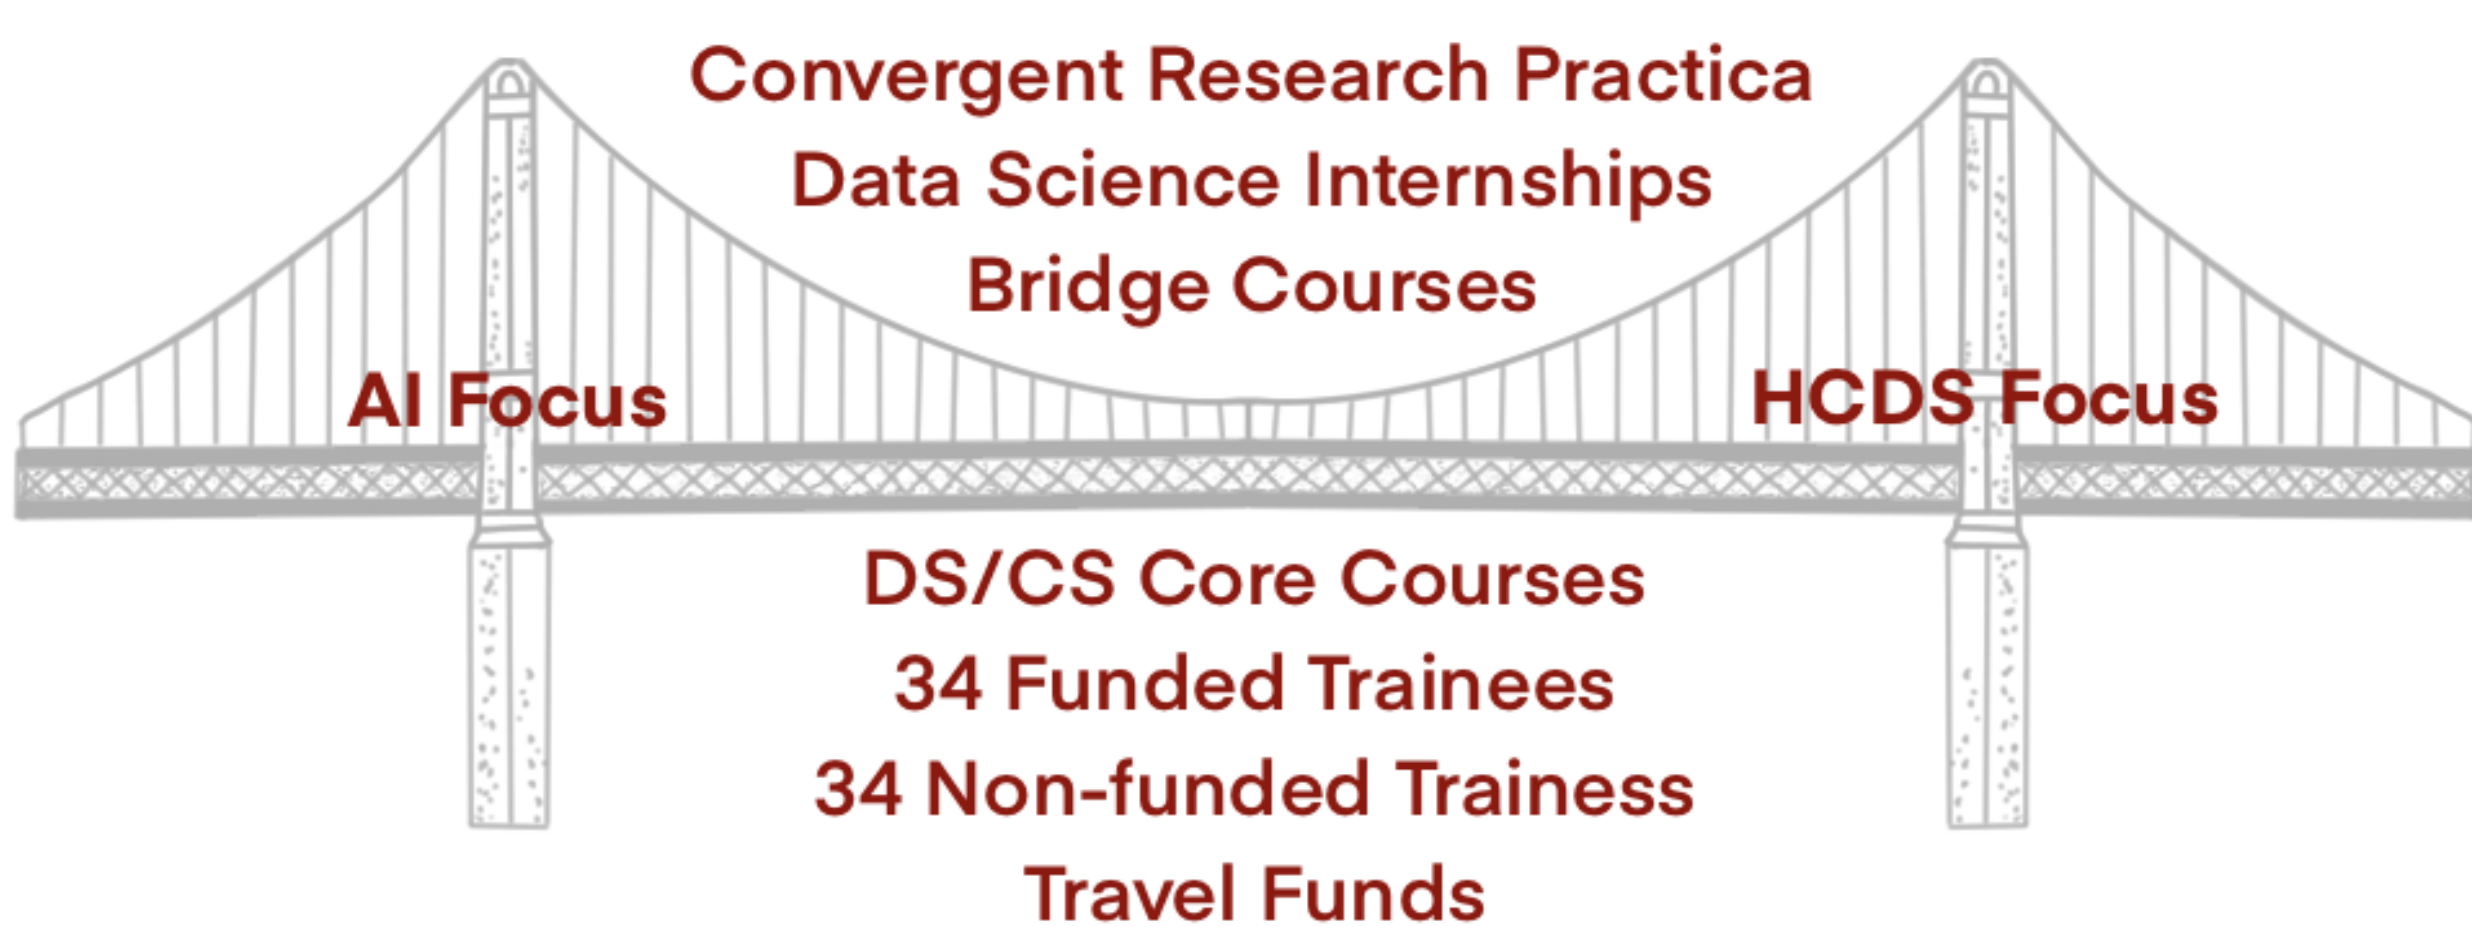 Convergent Research Practica
Data Science Internships
Bridge Courses
AI Focus
HCDS Focus
DS/CS Core Courses
34 Funded Trainees
34 Non-funded Trainess
Travel Funds